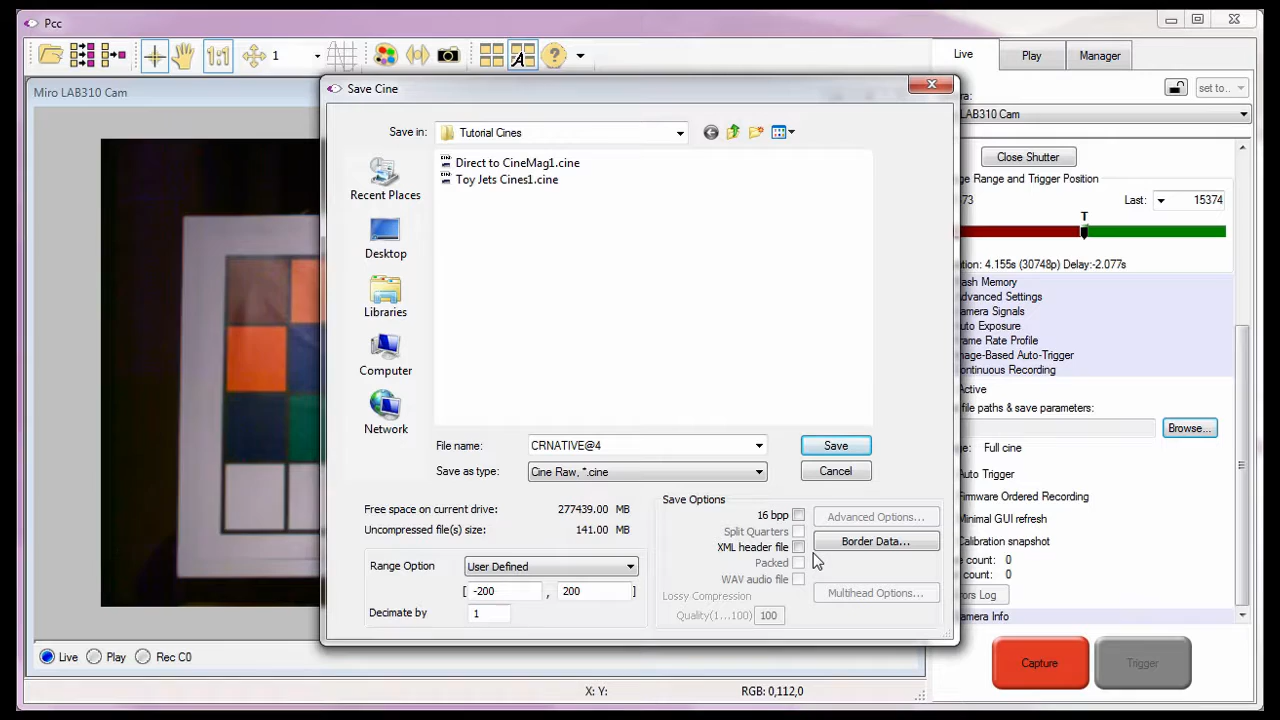 Pcc
1:1
1
A
?
Live
Play
Manager
Miro LAB310 Cam
Save Cine
set to..
LAB310 Cam
Save in:
Tutorial Cines
Close Shutter
Direct to CineMag1.cine
Toy Jets Cines1.cine
Recent Places
Range and Trigger Position
Last:
15374
T
Desktop
Duration: 4.155s (30748p) Delay:-2.077s
Flash Memory
Advanced Settings
Camera Signals
Auto Exposure
Frame Rate Profile
Image-Based Auto-Trigger
Continuous Recording
Libraries
Computer
Active
file paths & save parameters:
Browse...
Network
File name:
CRNATIVE@4
Save
Full cine
Save as type:
Cine Raw, *.cine
Cancel
Auto Trigger
Firmware Ordered Recording
Minimal GUI refresh
Calibration snapshot
count: 0
count: 0
Errors Log
Camera Info
Free space on current drive:
277439.00 MB
Uncompressed file(s) size:
141.00 MB
Save Options
16 bpp
Advanced Options...
Split Quarters
XML header file
Border Data...
Packed
WAV audio file
Multihead Options...
Lossy Compression
Quality(1...100)
100
Range Option
User Defined
[ -200 , 200 ]
Decimate by
1
Live
Play
Rec C0
Capture
Trigger
X: Y:
RGB: 0,112,0